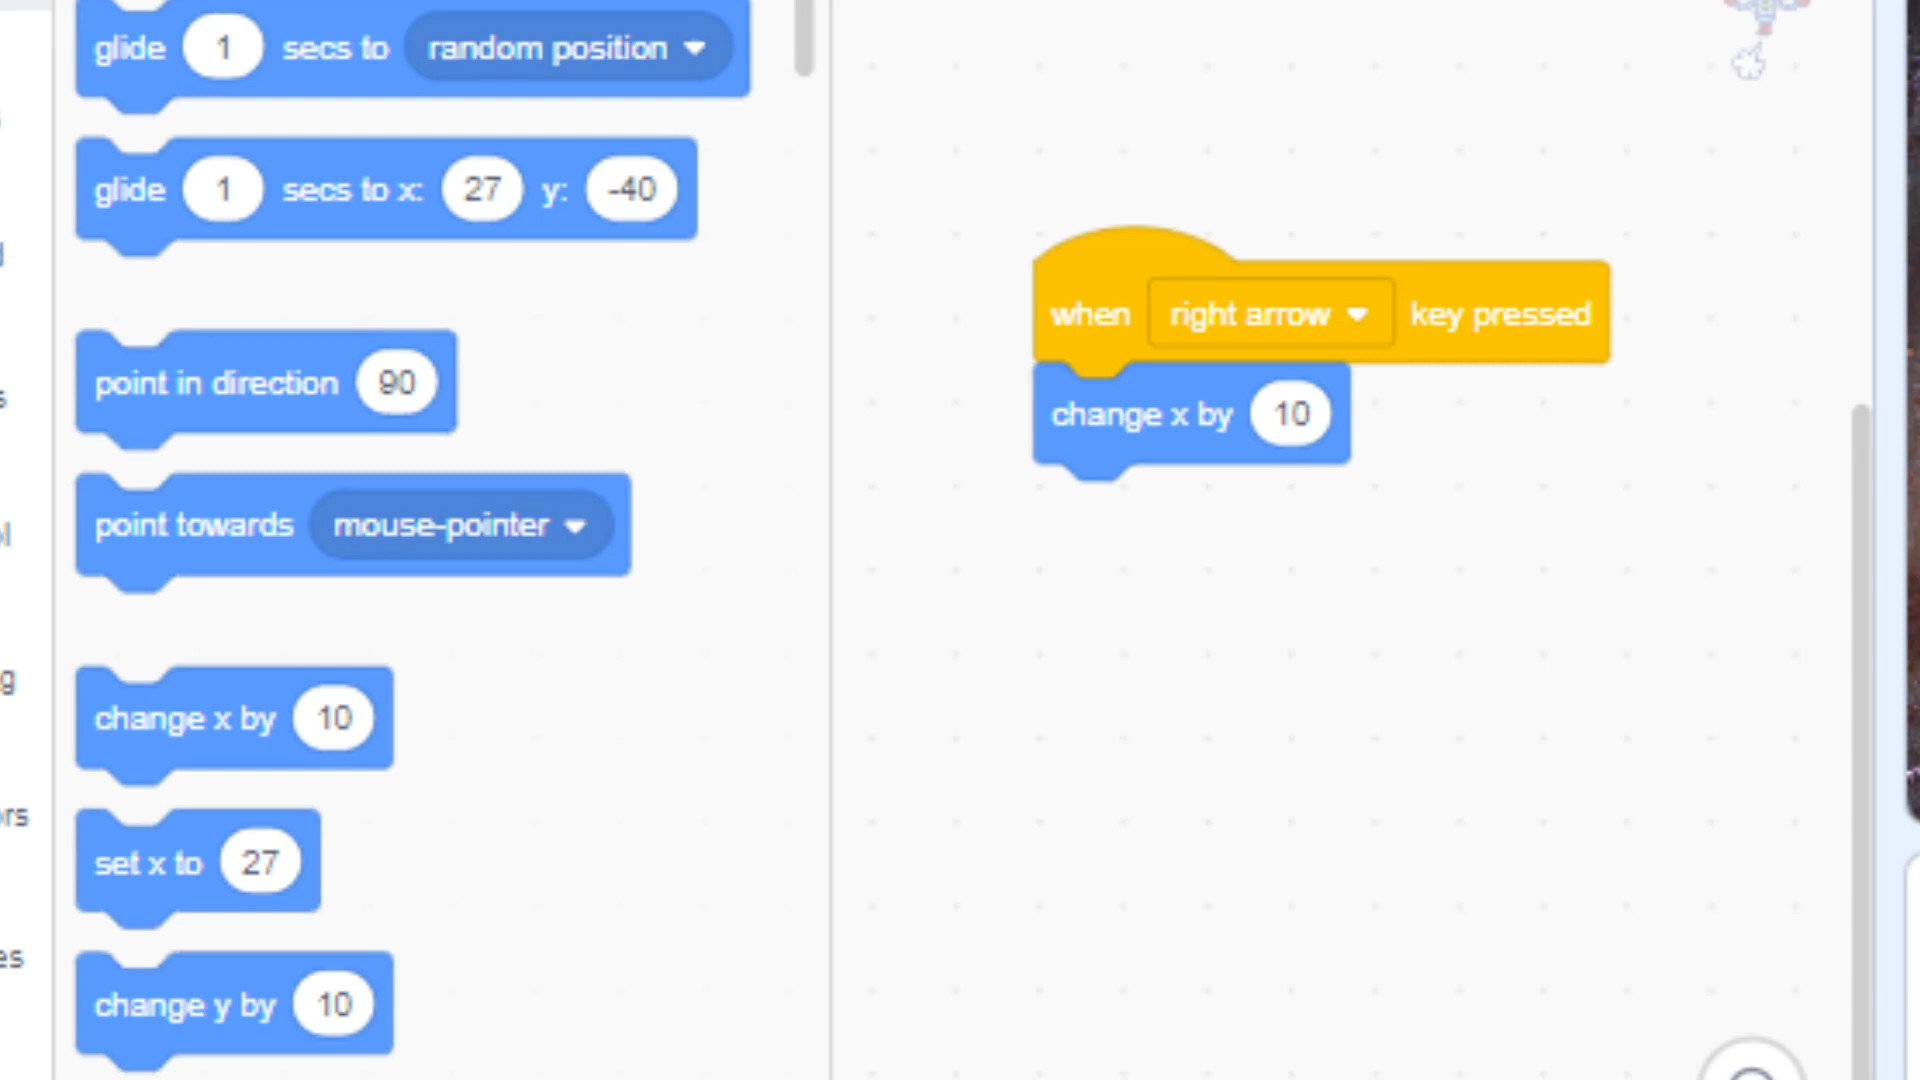 glide 1 secs to random position
glide 1 secs to x: 27 y: -40
point in direction 90
point towards mouse-pointer
change x by 10
set x to 27
change y by 10
when right arrow key pressed
change x by 10